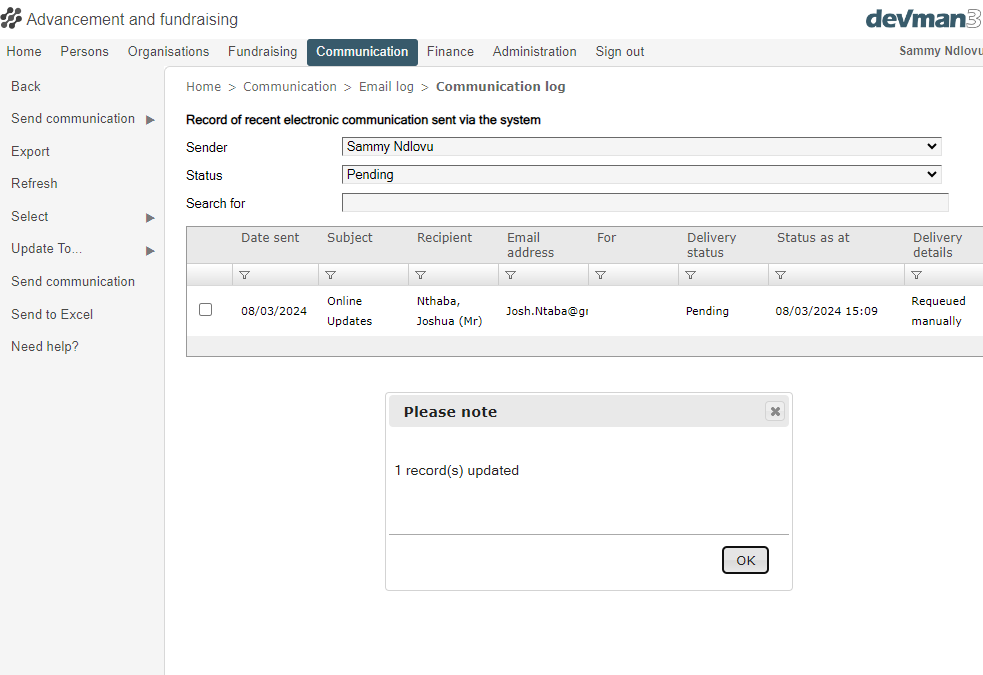 Advancement and fundraising
devman3
Home Persons Organisations Fundraising Communication Finance Administration Sign out
Sammy Ndlovu
Back
Send communication
Export
Refresh
Select
Update To...
Send communication
Send to Excel
Need help?
Home > Communication > Email log > Communication log
Record of recent electronic communication sent via the system
Sender Sammy Ndlovu
Status Pending
Search for
Date sent Subject Recipient Email address For Delivery status Status as at Delivery details
08/03/2024 Online Updates Nthaba, Joshua (Mr) Josh.Ntaba@gr Pending 08/03/2024 15:09 Requeued manually
Please note
1 record(s) updated
OK